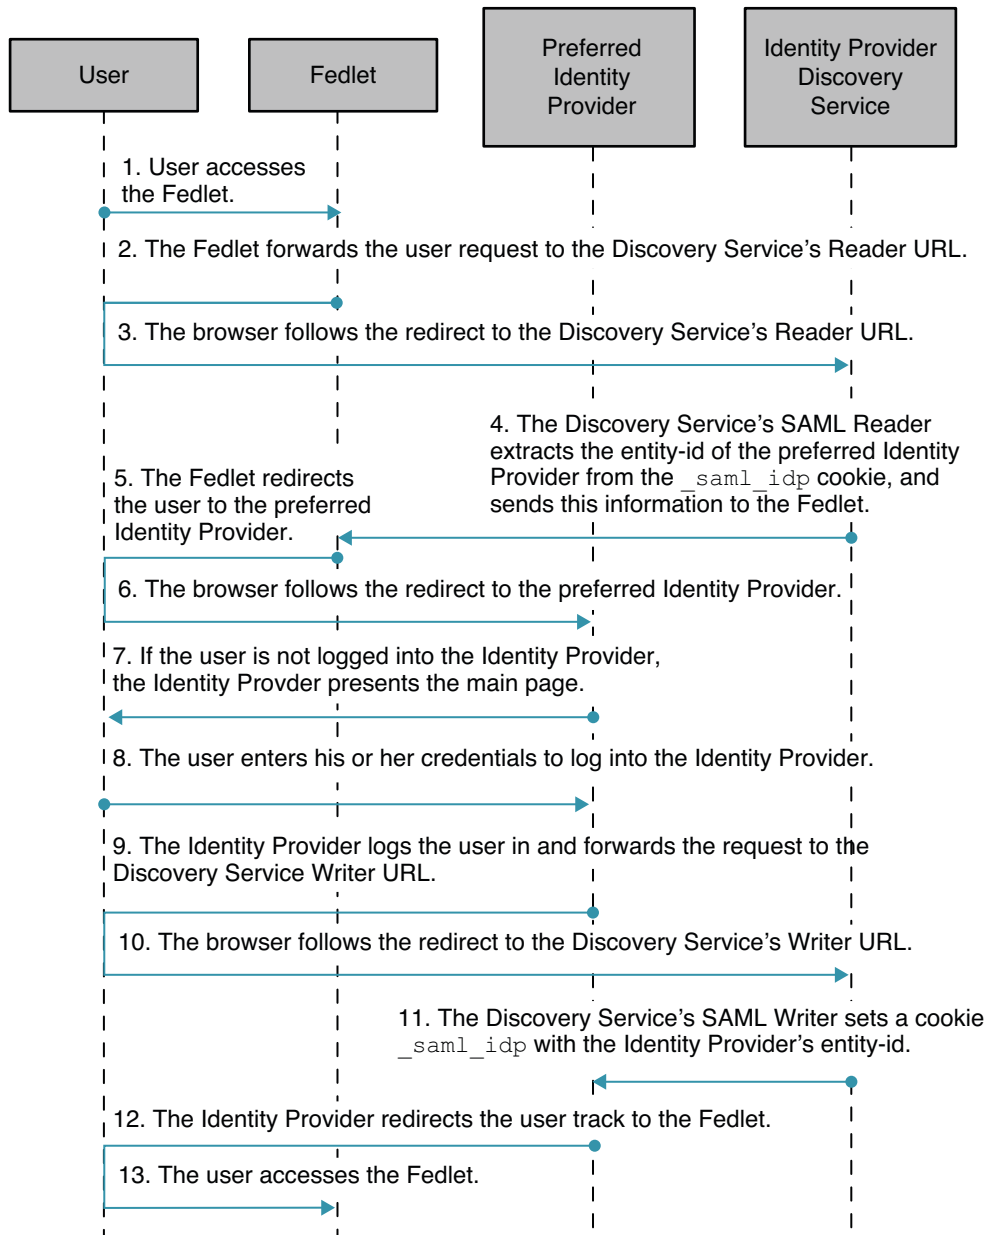 User
Fedlet
Preferred
Identity
Provider
Identity Provider
Discovery
Service
1. User accesses
the Fedlet.
2. The Fedlet forwards the user request to the Discovery Service’s Reader URL.
3. The browser follows the redirect to the Discovery Service’s Reader URL.
4. The Discovery Service’s SAML Reader
extracts the entity-id of the preferred Identity
Provider from the _saml_idp cookie, and
sends this information to the Fedlet.
5. The Fedlet redirects
the user to the preferred
Identity Provider.
6. The browser follows the redirect to the preferred Identity Provider.
7. If the user is not logged into the Identity Provider,
the Identity Provder presents the main page.
8. The user enters his or her credentials to log into the Identity Provider.
9. The Identity Provider logs the user in and forwards the request to the
Discovery Service Writer URL.
10. The browser follows the redirect to the Discovery Service’s Writer URL.
11. The Discovery Service’s SAML Writer sets a cookie
_saml_idp with the Identity Provider’s entity-id.
12. The Identity Provider redirects the user track to the Fedlet.
13. The user accesses the Fedlet.